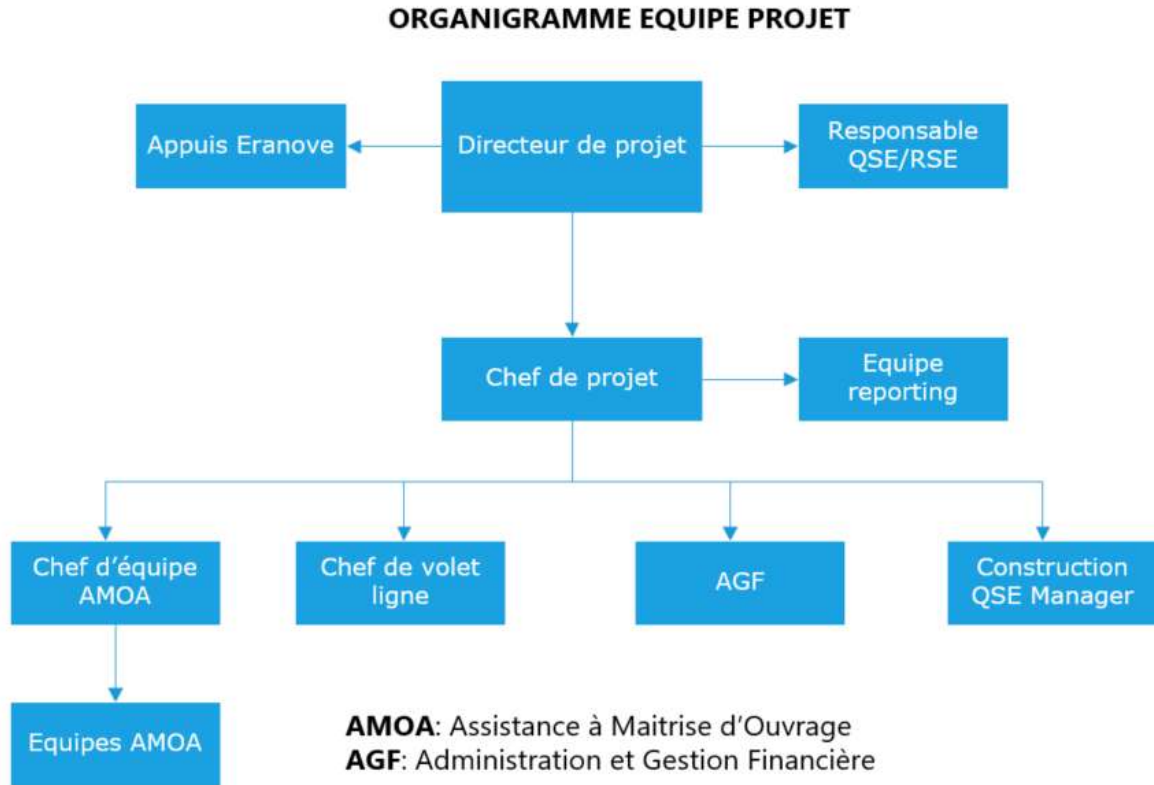 ORGANIGRAMME EQUIPE PROJET
Appuis Eranove
Directeur de projet
Responsable
QSE/RSE
Chef de projet
Equipe
reporting
Chef d'équipe
AMOA
Chef de volet
ligne
AGF
Construction
QSE Manager
Equipes AMOA
AMOA: Assistance à Maitrise d'Ouvrage
AGF: Administration et Gestion Financière